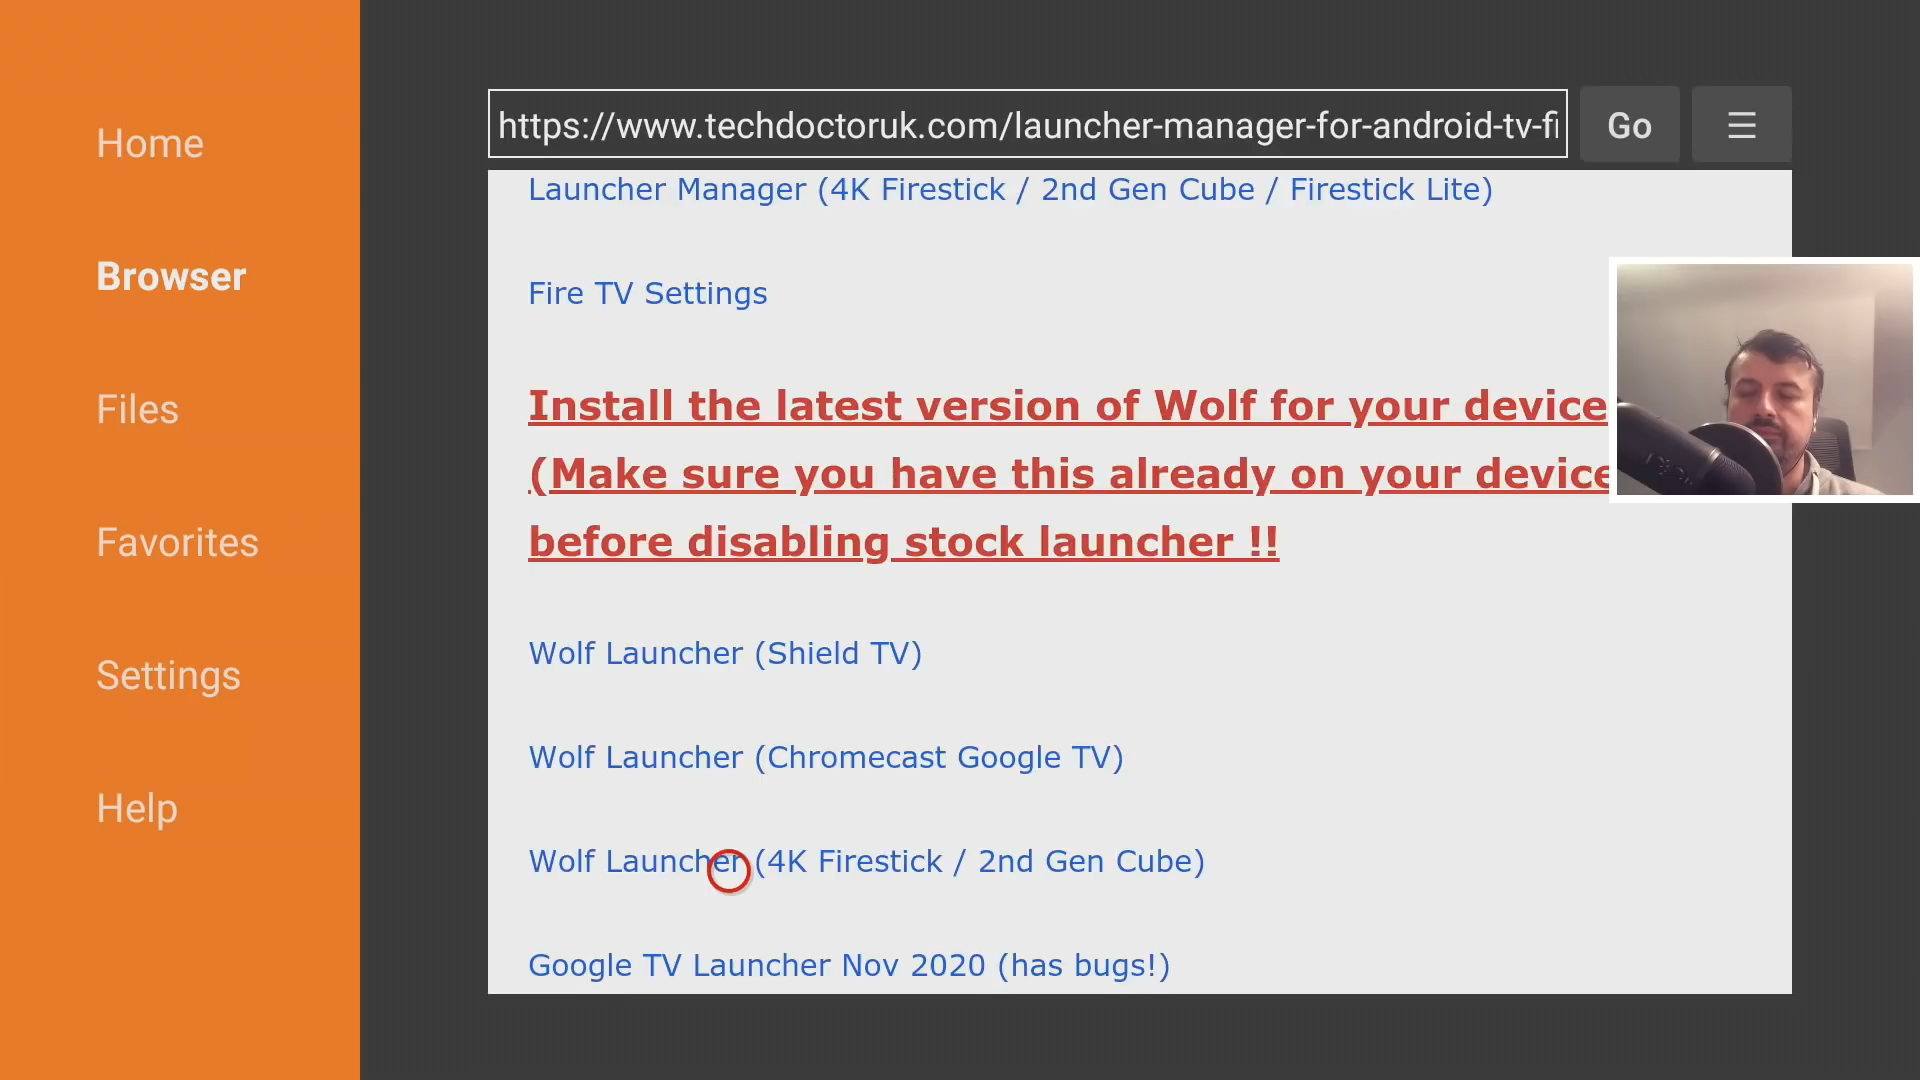 Home
Browser
Files
Favorites
Settings
Help
https://www.techdoctoruk.com/launcher-manager-for-android-tv-fi
Go
Launcher Manager (4K Firestick / 2nd Gen Cube / Firestick Lite)
Fire TV Settings
Install the latest version of Wolf for your device
(Make sure you have this already on your device
before disabling stock launcher !!
Wolf Launcher (Shield TV)
Wolf Launcher (Chromecast Google TV)
Wolf Launcher (4K Firestick / 2nd Gen Cube)
Google TV Launcher Nov 2020 (has bugs!)